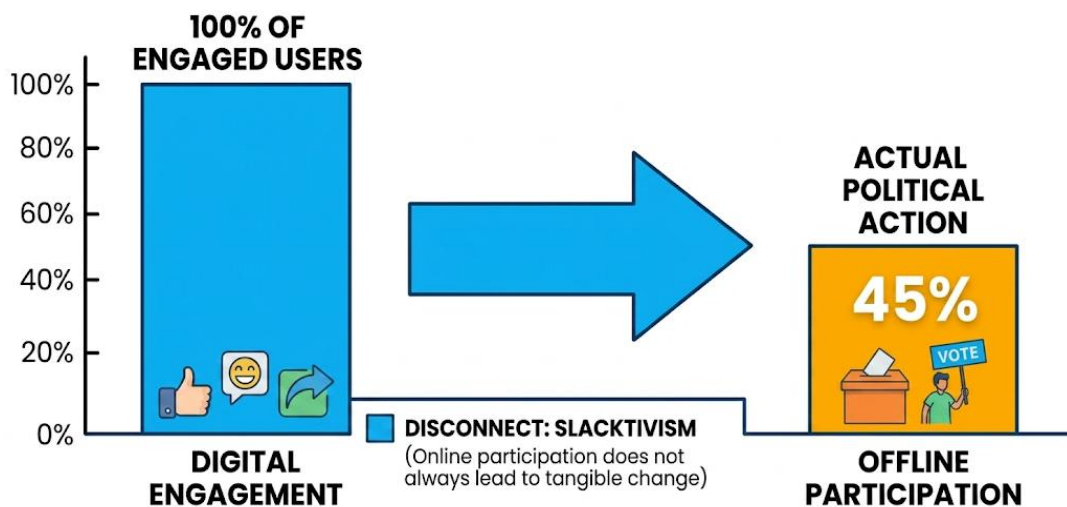 100% OF
ENGAGED USERS
100%
80%
60%
40%
20%
0%
ACTUAL
POLITICAL
ACTION
45%
VOTE
DISCONNECT: SLACKTIVISM
(Online participation does not
always lead to tangible change)
DIGITAL
ENGAGEMENT
OFFLINE
PARTICIPATION